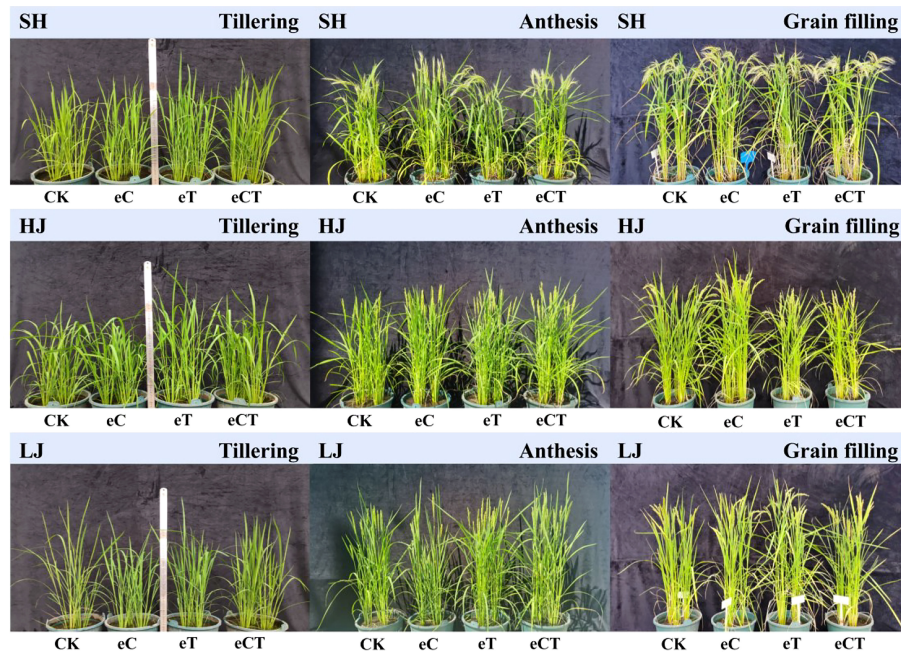 SH Tillering SH Anthesis SH Grain filling
CK eC eT eCT CK eC eT eCT CK eC eT eCT
HJ Tillering HJ Anthesis HJ Grain filling
CK eC eT eCT CK eC eT eCT CK eC eT eCT
LJ Tillering LJ Anthesis LJ Grain filling
CK eC eT eCT CK eC eT eCT CK eC eT eCT